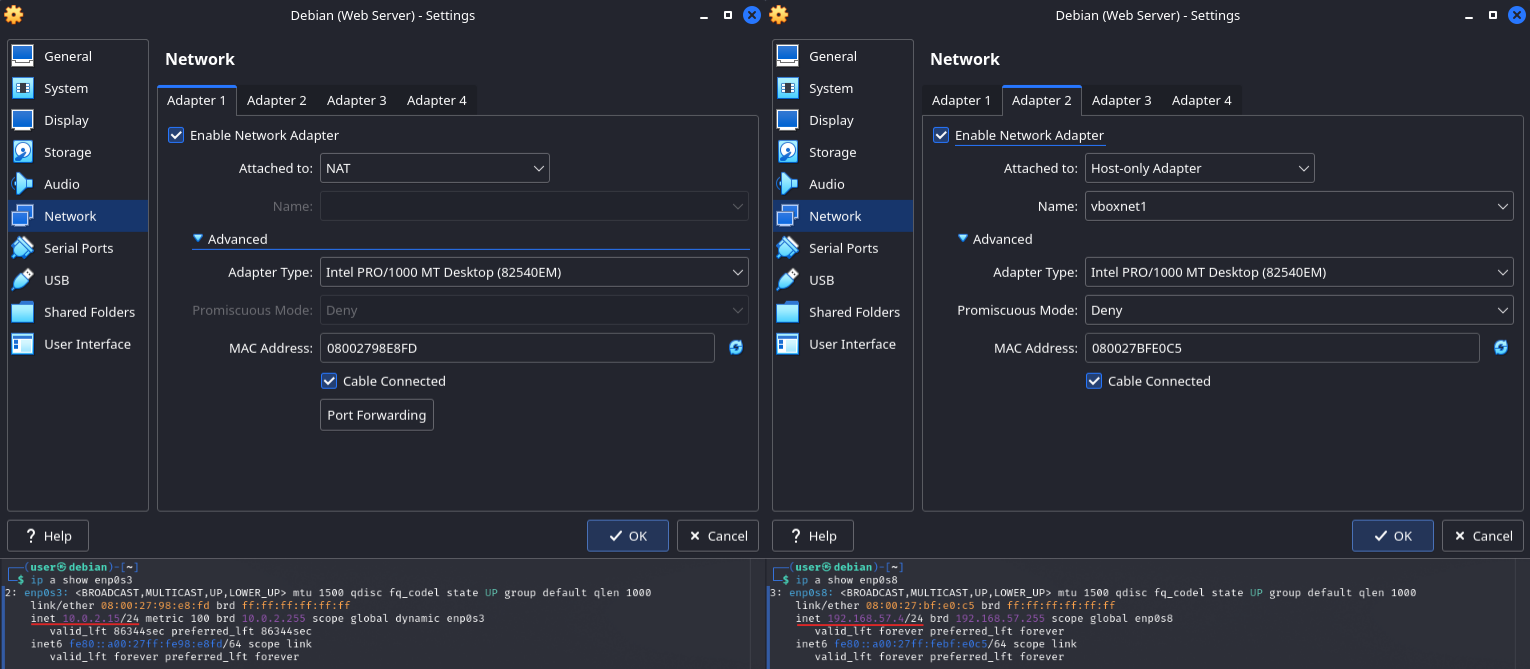 Debian (Web Server) - Settings
General
System
Display
Storage
Audio
Network
Serial Ports
USB
Shared Folders
User Interface
Network
Adapter 1 Adapter 2 Adapter 3 Adapter 4
Enable Network Adapter
Attached to: NAT
Name:
Advanced
Adapter Type: Intel PRO/1000 MT Desktop (82540EM)
Promiscuous Mode: Deny
MAC Address: 08002798E8FD
Cable Connected
Port Forwarding
? Help OK Cancel
┌──(user㉿debian)-[~]
└─$ ip a show enp0s3
2: enp0s3: <BROADCAST,MULTICAST,UP,LOWER_UP> mtu 1500 qdisc fq_codel state UP group default qlen 1000
link/ether 08:00:27:98:e8:fd brd ff:ff:ff:ff:ff:ff
inet 10.0.2.15/24 metric 100 brd 10.0.2.255 scope global dynamic enp0s3
valid_lft 86344sec preferred_lft 86344sec
inet6 fe80::a00:27ff:fe98:e8fd/64 scope link
valid_lft forever preferred_lft forever
Debian (Web Server) - Settings
General
System
Display
Storage
Audio
Network
Serial Ports
USB
Shared Folders
User Interface
Network
Adapter 1 Adapter 2 Adapter 3 Adapter 4
Enable Network Adapter
Attached to: Host-only Adapter
Name: vboxnet1
Advanced
Adapter Type: Intel PRO/1000 MT Desktop (82540EM)
Promiscuous Mode: Deny
MAC Address: 080027BFE0C5
Cable Connected
? Help OK Cancel
┌──(user㉿debian)-[~]
└─$ ip a show enp0s8
3: enp0s8: <BROADCAST,MULTICAST,UP,LOWER_UP> mtu 1500 qdisc fq_codel state UP group default qlen 1000
link/ether 08:00:27:bf:e0:c5 brd ff:ff:ff:ff:ff:ff
inet 192.168.57.4/24 brd 192.168.57.255 scope global enp0s8
valid_lft forever preferred_lft forever
inet6 fe80::a00:27ff:febf:e0c5/64 scope link
valid_lft forever preferred_lft forever